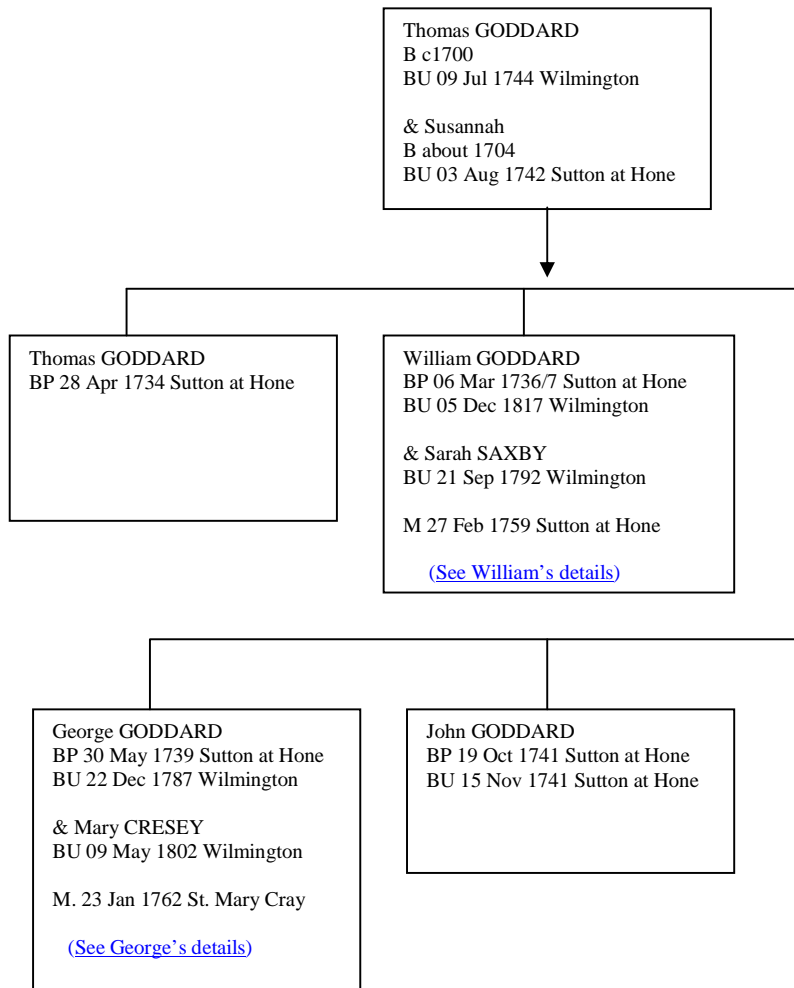 Thomas GODDARD
B c1700
BU 09 Jul 1744 Wilmington
& Susannah
B about 1704
BU 03 Aug 1742 Sutton at Hone
Thomas GODDARD
BP 28 Apr 1734 Sutton at Hone
William GODDARD
BP 06 Mar 1736/7 Sutton at Hone
BU 05 Dec 1817 Wilmington
& Sarah SAXBY
BU 21 Sep 1792 Wilmington
M 27 Feb 1759 Sutton at Hone
(See William’s details)
George GODDARD
BP 30 May 1739 Sutton at Hone
BU 22 Dec 1787 Wilmington
& Mary CRESEY
BU 09 May 1802 Wilmington
M. 23 Jan 1762 St. Mary Cray
(See George’s details)
John GODDARD
BP 19 Oct 1741 Sutton at Hone
BU 15 Nov 1741 Sutton at Hone